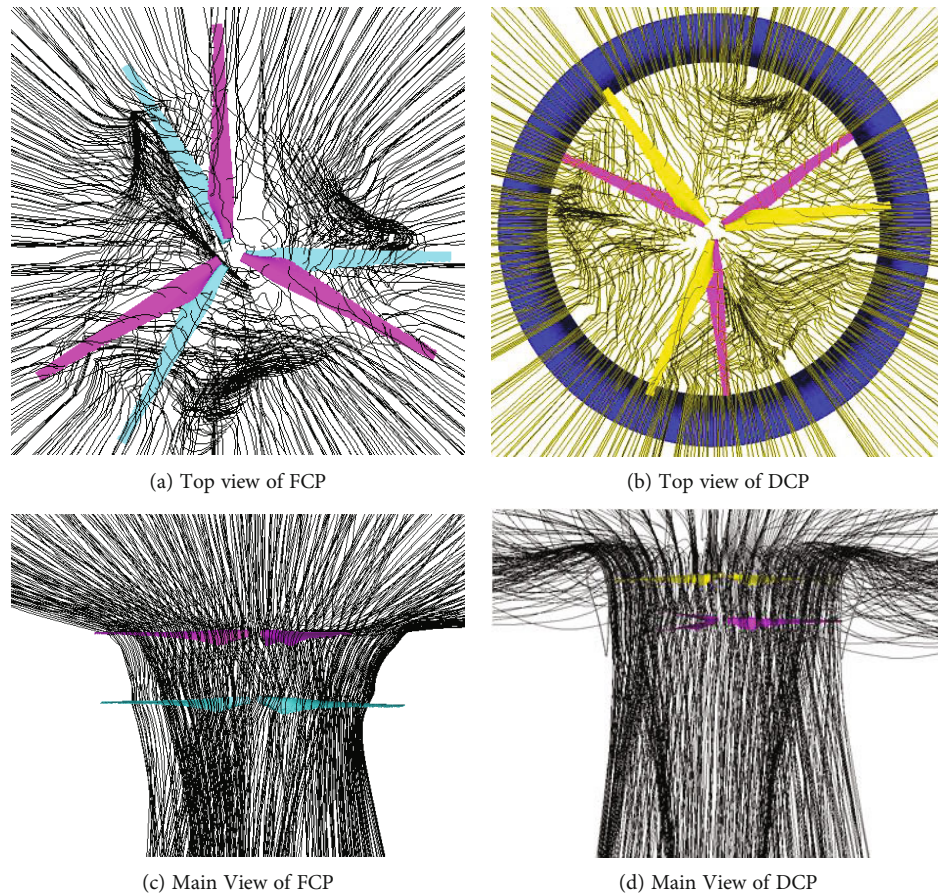 (a) Top view of FCP
(b) Top view of DCP
(c) Main View of FCP
(d) Main View of DCP